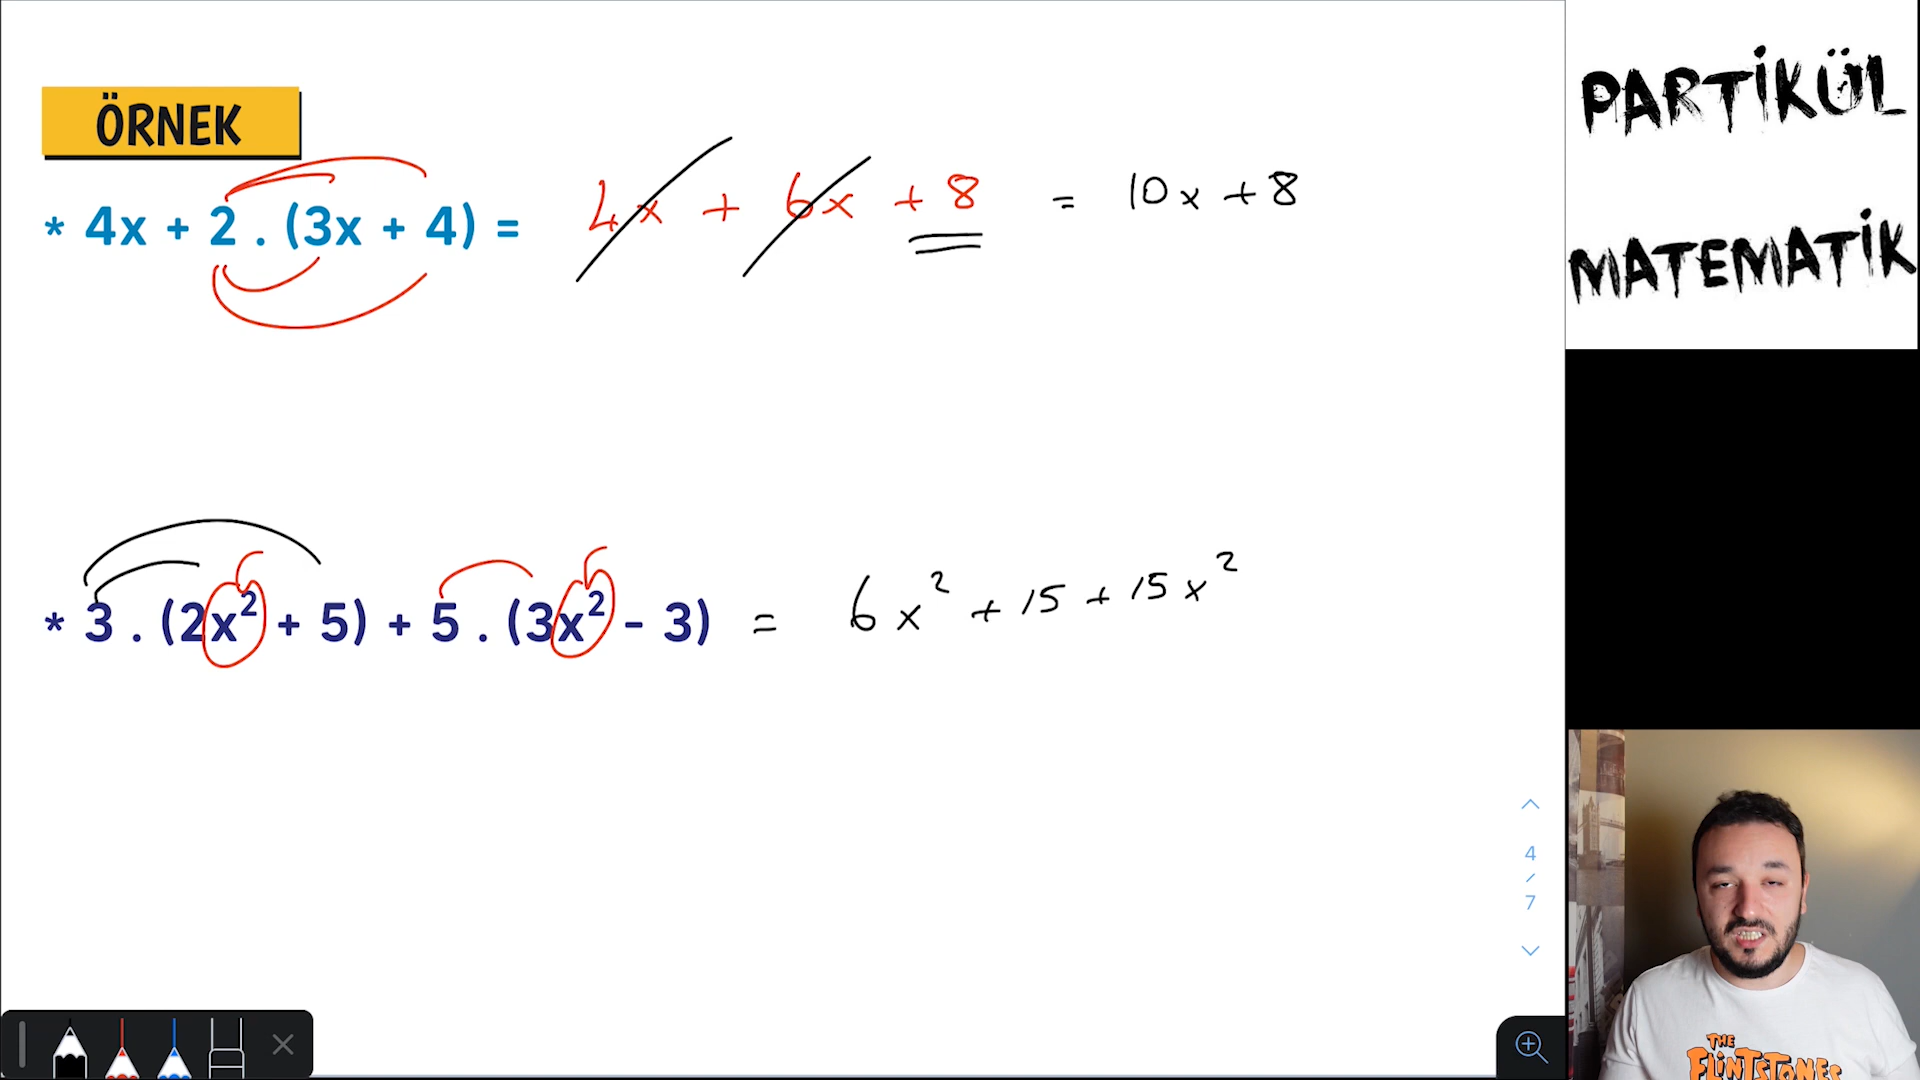 ÖRNEK
* 4x + 2 . (3x + 4) = 4x + 6x + 8 = 10x + 8
* 3 . (2x² + 5) + 5 . (3x² - 3) = 6x² + 15 + 15x²
PARTİKÜL
MATEMATİK
4
/
7
THE
FLINTSTONES